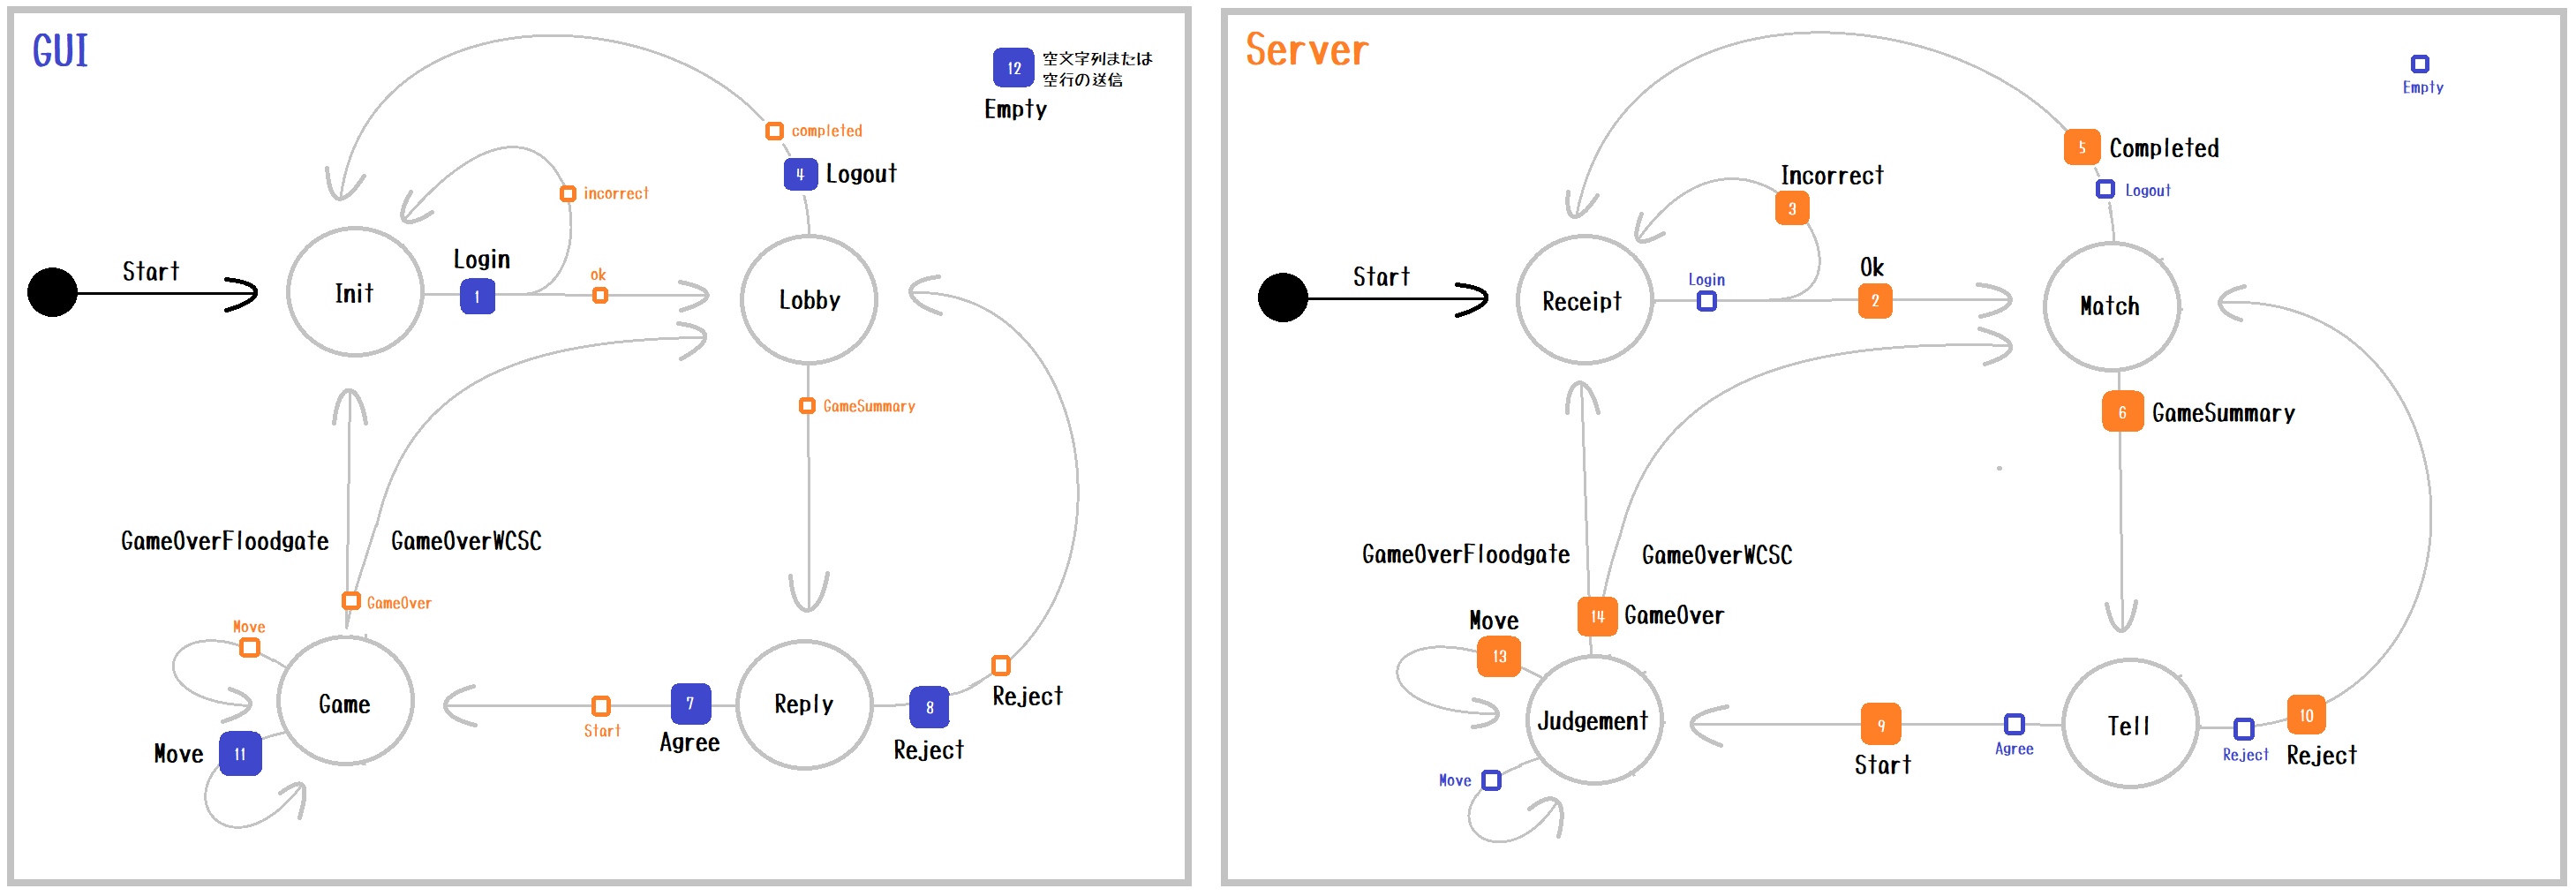 GUI
12
空文字列または
空行の送信
Empty
completed
4
Logout
incorrect
Login
Start
Init
1
ok
Lobby
GameSummary
GameOverFloodgate
GameOverWCSC
GameOver
Move
Game
Start
7
Agree
Reply
8
Reject
Reject
Move
11
Server
Empty
5
Completed
Logout
Incorrect
3
Start
Receipt
Login
Ok
2
Match
6
GameSummary
GameOverFloodgate
GameOverWCSC
14
GameOver
Move
13
Judgement
9
Start
Agree
Tell
Reject
10
Reject
Move